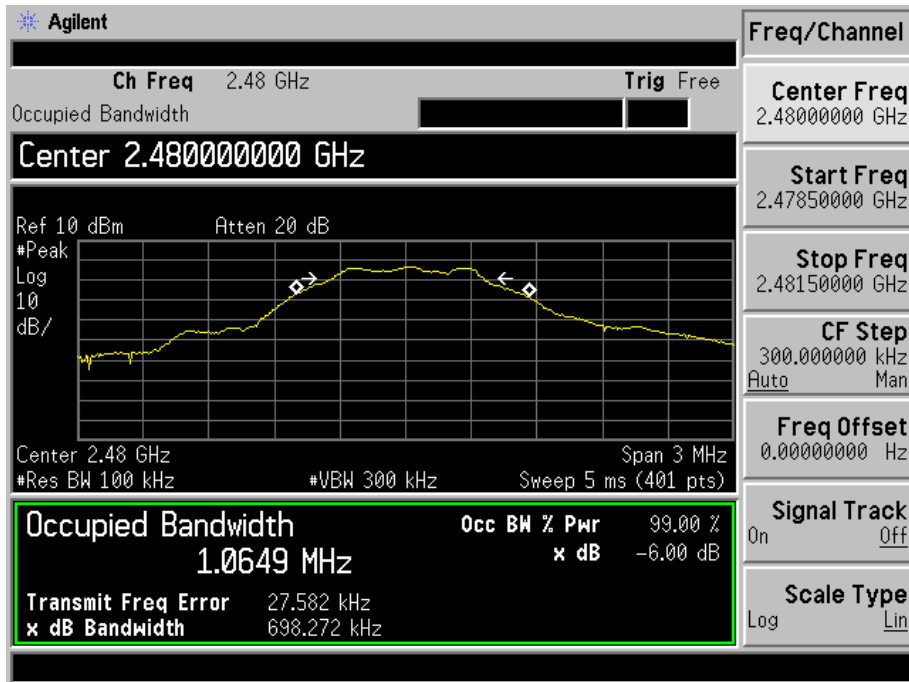 Agilent
Freq/Channel
Ch Freq 2.48 GHz Trig Free
Occupied Bandwidth
Center 2.480000000 GHz
Ref 10 dBm Atten 20 dB
#Peak
Log
10
dB/
Center 2.48 GHz Span 3 MHz
#Res BW 100 kHz #VBW 300 kHz Sweep 5 ms (401 pts)
Occupied Bandwidth Occ BW % Pwr 99.00 %
1.0649 MHz x dB -6.00 dB
Transmit Freq Error 27.582 kHz
x dB Bandwidth 698.272 kHz
Center Freq
2.48000000 GHz
Start Freq
2.47850000 GHz
Stop Freq
2.48150000 GHz
CF Step
300.000000 kHz
Auto Man
Freq Offset
0.00000000 Hz
Signal Track
On Off
Scale Type
Log Lin